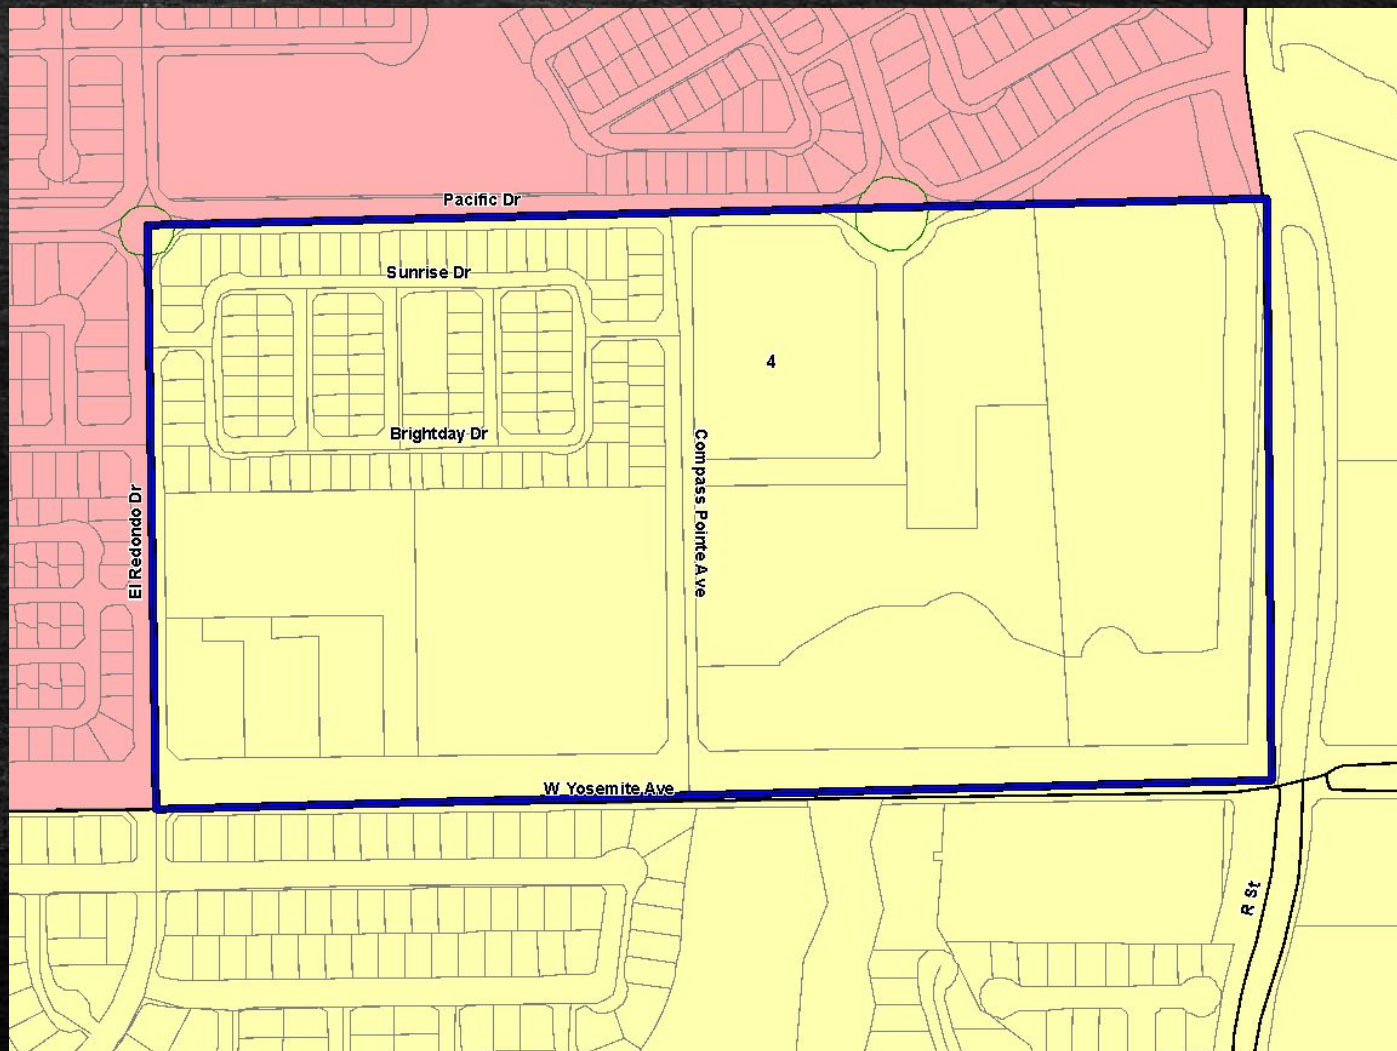 Pacific Dr
Sunrise Dr
4
Brightday Dr
Compass Pointe Ave
El Redondo Dr
W Yosemite Ave
R St